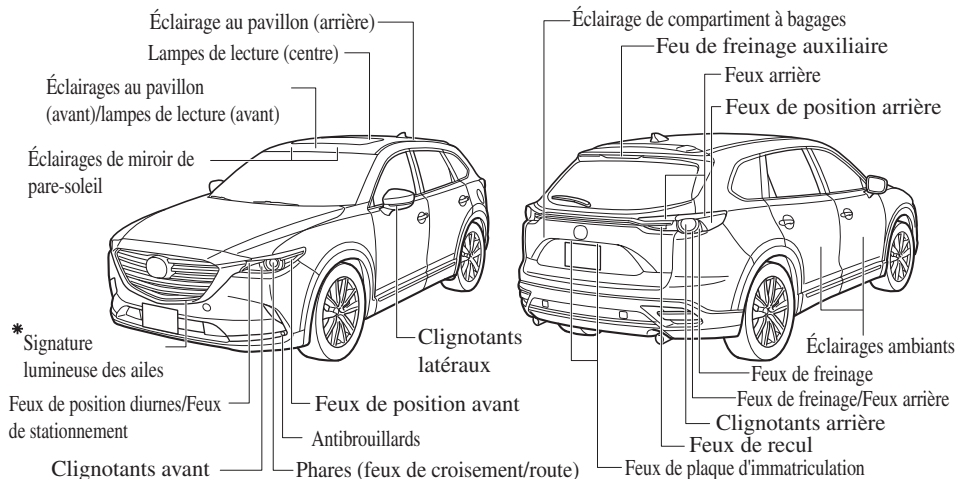 Éclairage au pavillon (arrière)
Lampes de lecture (centre)
Éclairages au pavillon
(avant)/lampes de lecture (avant)
Éclairages de miroir de
pare-soleil
*
Signature
lumineuse des ailes
Feux de position diurnes/Feux
de stationnement
Clignotants avant
Clignotants
latéraux
Feux de position avant
Antibrouillards
Phares (feux de croisement/route)
Éclairage de compartiment à bagages
Feu de freinage auxiliaire
Feux arrière
Feux de position arrière
Éclairages ambiants
Feux de freinage
Feux de freinage/Feux arrière
Clignotants arrière
Feux de recul
Feux de plaque d'immatriculation